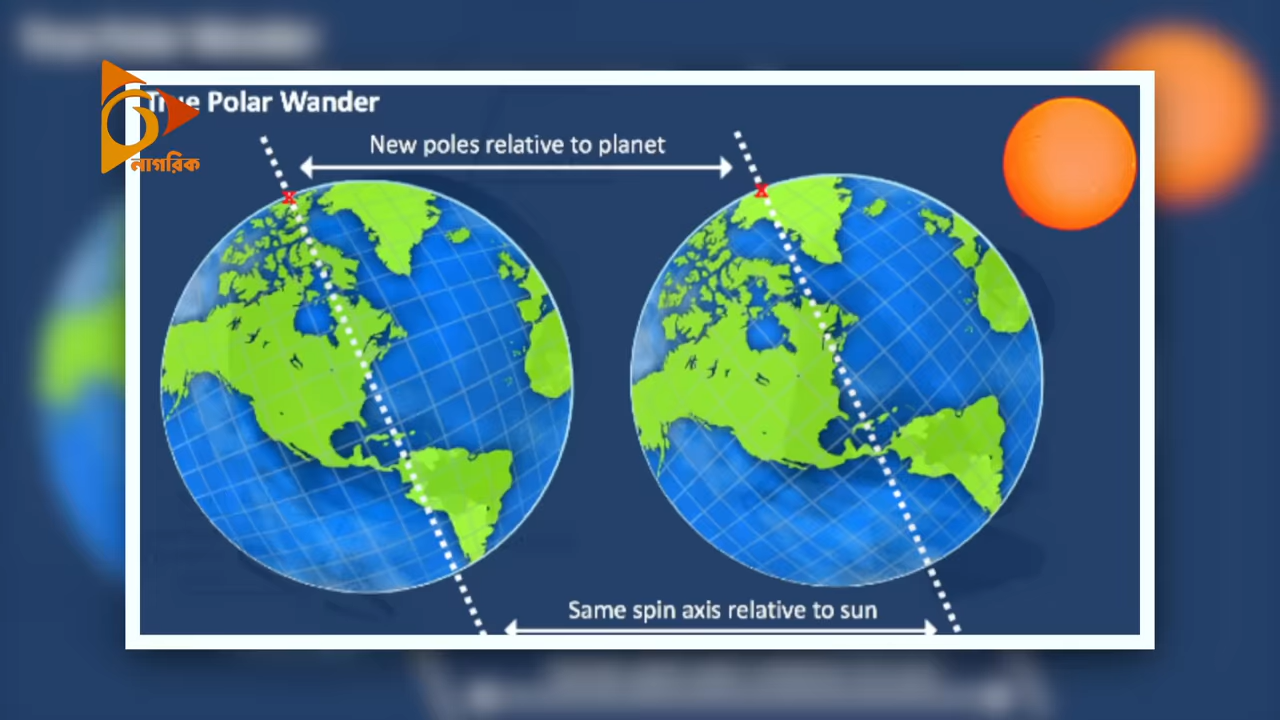 True Polar Wander
New poles relative to planet
নাগরিক
x
x
Same spin axis relative to sun